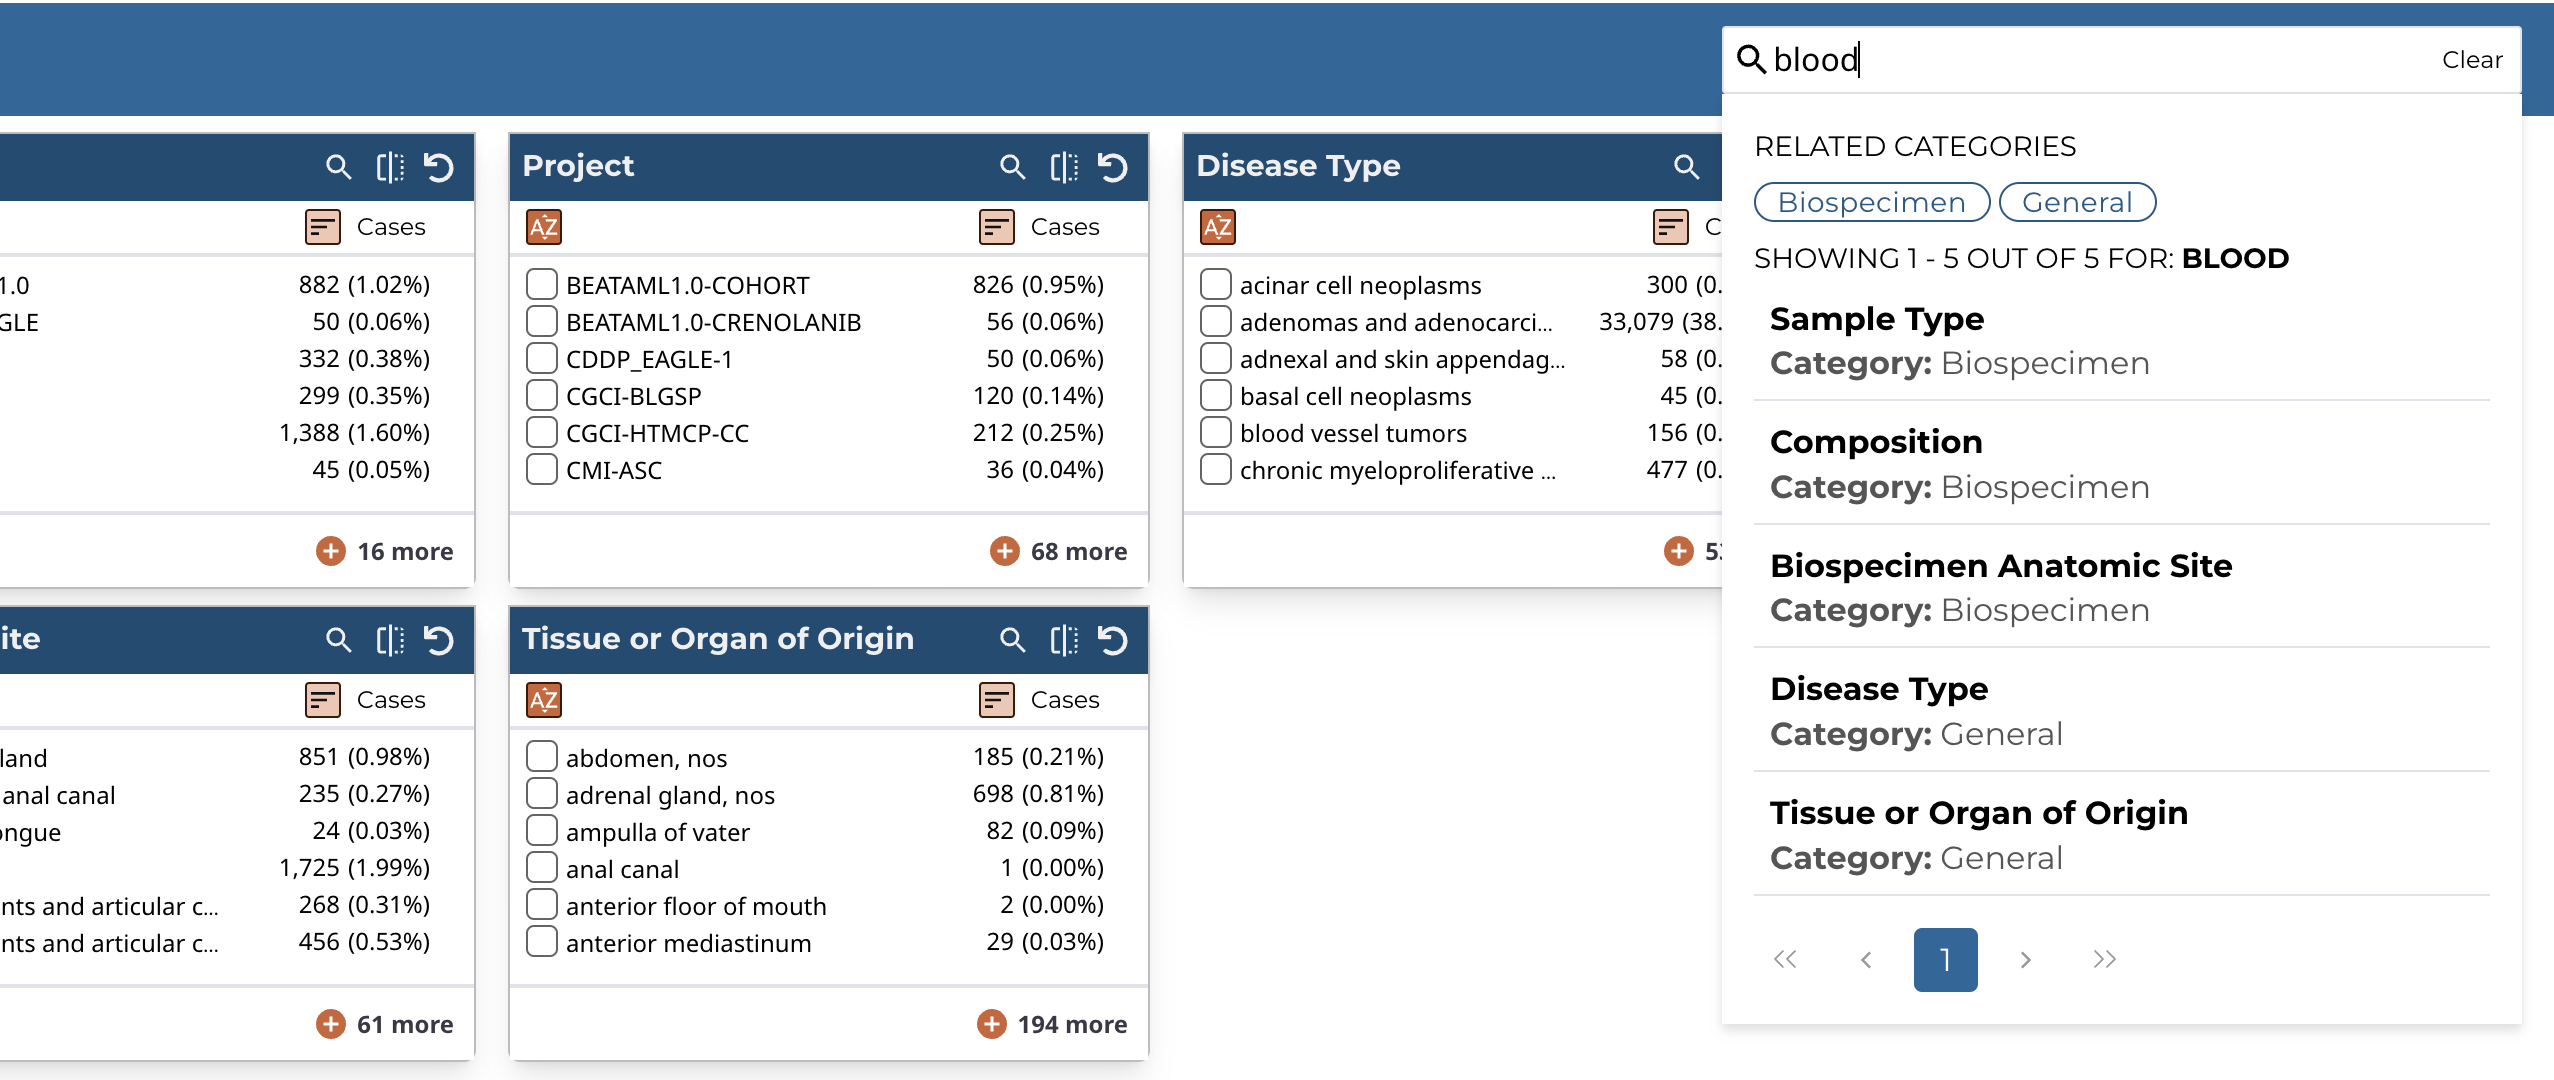 blood
Clear
RELATED CATEGORIES
Biospecimen General
SHOWING 1 - 5 OUT OF 5 FOR: BLOOD
Sample Type
Category: Biospecimen
Composition
Category: Biospecimen
Biospecimen Anatomic Site
Category: Biospecimen
Disease Type
Category: General
Tissue or Organ of Origin
Category: General
1
Cases
1.0 882 (1.02%)
GLE 50 (0.06%)
332 (0.38%)
299 (0.35%)
1,388 (1.60%)
45 (0.05%)
16 more
Project
AZ Cases
BEATAML1.0-COHORT 826 (0.95%)
BEATAML1.0-CRENOLANIB 56 (0.06%)
CDDP_EAGLE-1 50 (0.06%)
CGCI-BLGSP 120 (0.14%)
CGCI-HTMCP-CC 212 (0.25%)
CMI-ASC 36 (0.04%)
68 more
Disease Type
AZ C
acinar cell neoplasms 300 (0.
adenomas and adenocarci... 33,079 (38.
adnexal and skin appendag... 58 (0.
basal cell neoplasms 45 (0.
blood vessel tumors 156 (0.
chronic myeloproliferative ... 477 (0.
5
ite
Cases
land 851 (0.98%)
anal canal 235 (0.27%)
ongue 24 (0.03%)
1,725 (1.99%)
nts and articular c... 268 (0.31%)
nts and articular c... 456 (0.53%)
61 more
Tissue or Organ of Origin
AZ Cases
abdomen, nos 185 (0.21%)
adrenal gland, nos 698 (0.81%)
ampulla of vater 82 (0.09%)
anal canal 1 (0.00%)
anterior floor of mouth 2 (0.00%)
anterior mediastinum 29 (0.03%)
194 more